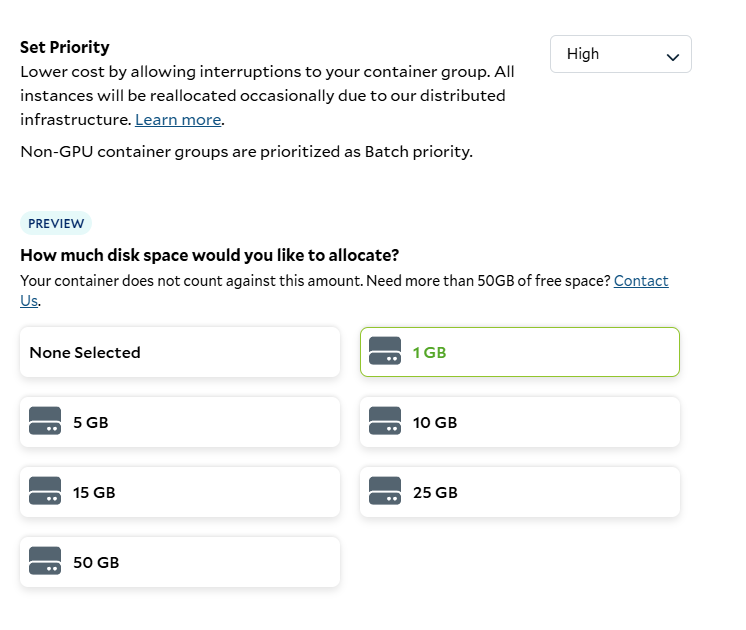 Set Priority
High
Lower cost by allowing interruptions to your container group. All
instances will be reallocated occasionally due to our distributed
infrastructure. Learn more.
Non-GPU container groups are prioritized as Batch priority.
PREVIEW
How much disk space would you like to allocate?
Your container does not count against this amount. Need more than 50GB of free space? Contact
Us.
None Selected
1 GB
5 GB
10 GB
15 GB
25 GB
50 GB